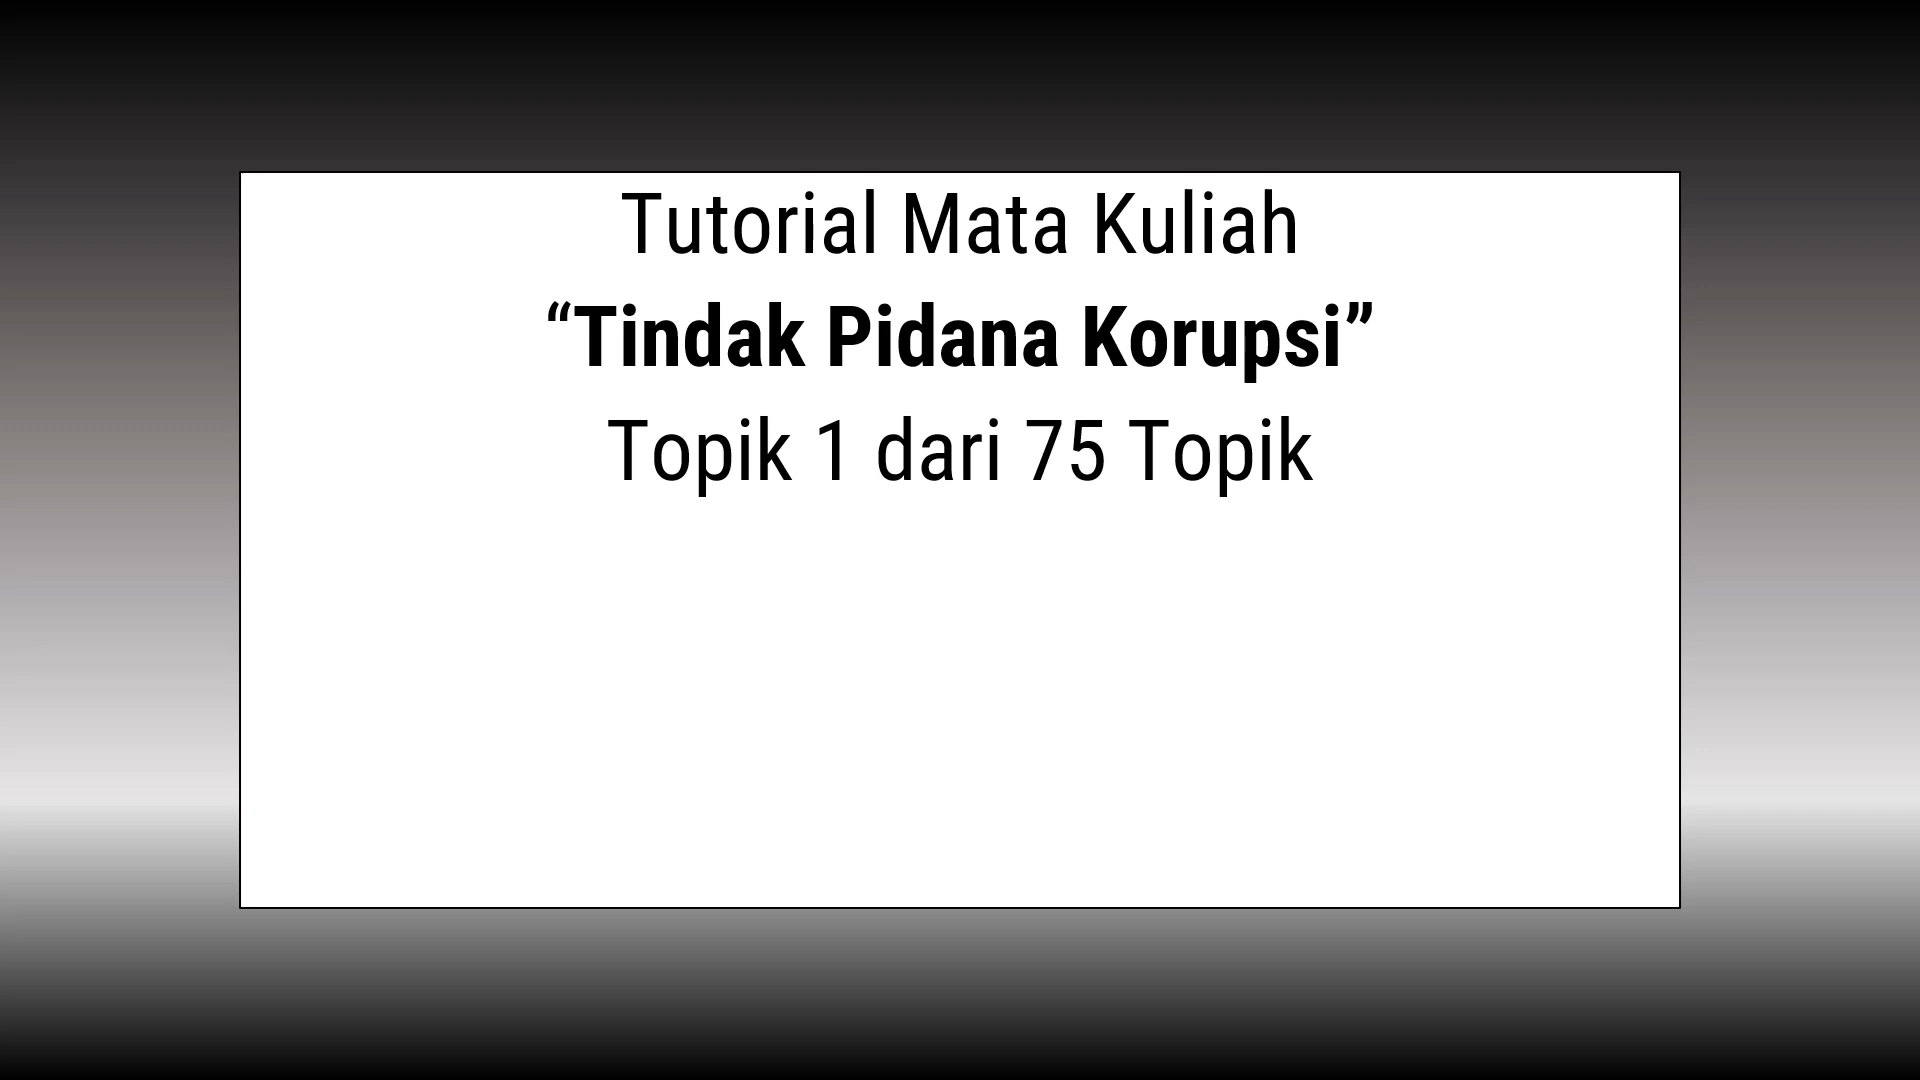 Tutorial Mata Kuliah
“Tindak Pidana Korupsi”
Topik 1 dari 75 Topik